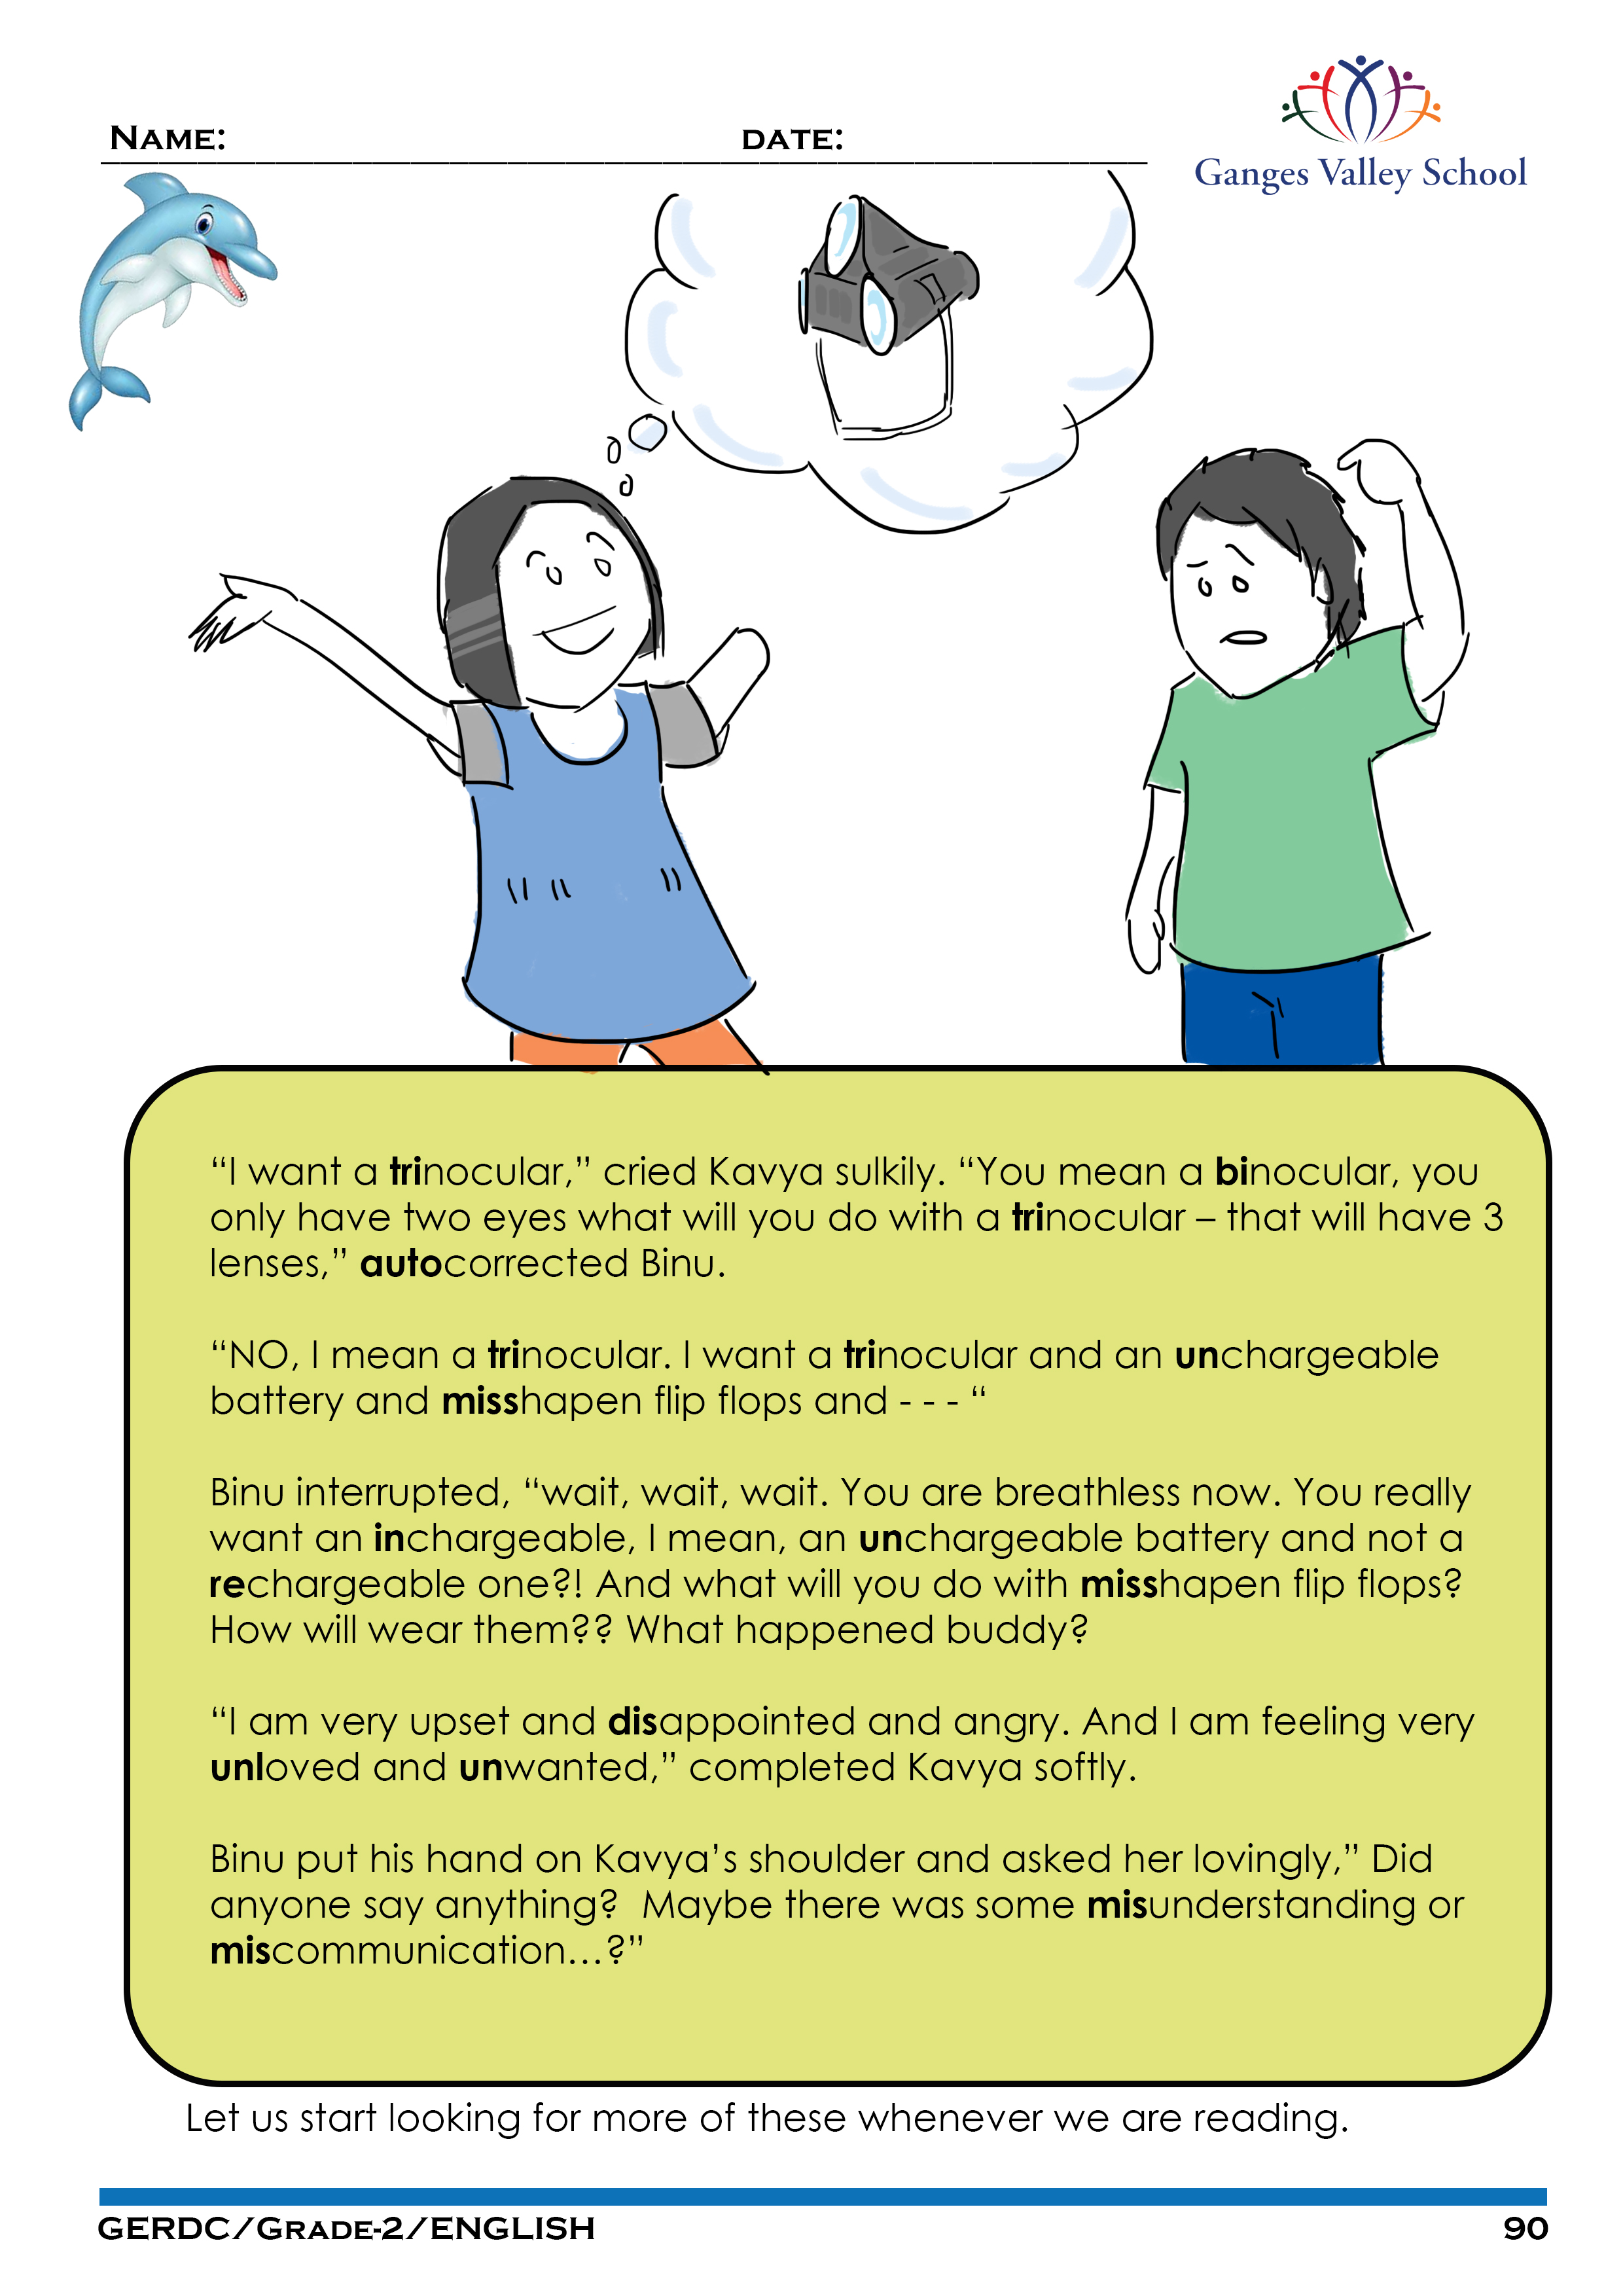 NAME: DATE:
Ganges Valley School
“I want a trinocular,” cried Kavya sulkily. “You mean a binocular, you
only have two eyes what will you do with a trinocular – that will have 3
lenses,” autocorrected Binu.
“NO, I mean a trinocular. I want a trinocular and an unchargeable
battery and misshapen flip flops and - - - “
Binu interrupted, “wait, wait, wait. You are breathless now. You really
want an inchargeable, I mean, an unchargeable battery and not a
rechargeable one?! And what will you do with misshapen flip flops?
How will wear them?? What happened buddy?
“I am very upset and disappointed and angry. And I am feeling very
unloved and unwanted,” completed Kavya softly.
Binu put his hand on Kavya’s shoulder and asked her lovingly,” Did
anyone say anything?  Maybe there was some misunderstanding or
miscommunication…?”
Let us start looking for more of these whenever we are reading.
GERDC/GRADE-2/ENGLISH 90